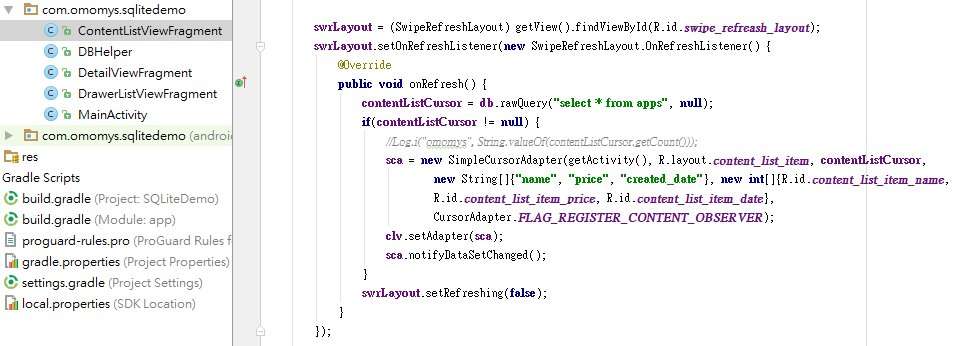 com.omomys.sqlitedemo
ContentListViewFragment
DBHelper
DetailViewFragment
DrawerListViewFragment
MainActivity
com.omomys.sqlitedemo (android
res
Gradle Scripts
build.gradle (Project: SQLiteDemo)
build.gradle (Module: app)
proguard-rules.pro (ProGuard Rules fo
gradle.properties (Project Properties)
settings.gradle (Project Settings)
local.properties (SDK Location)
swrLayout = (SwipeRefreshLayout) getView().findViewById(R.id.swipe_refreash_layout);
swrLayout.setOnRefreshListener(new SwipeRefreshLayout.OnRefreshListener() {
@Override
public void onRefresh() {
contentListCursor = db.rawQuery("select * from apps", null);
if(contentListCursor != null) {
//Log.i("omomys", String.valueOf(contentListCursor.getCount()));
sca = new SimpleCursorAdapter(getActivity(), R.layout.content_list_item, contentListCursor,
new String[]{"name", "price", "created_date"}, new int[]{R.id.content_list_item_name,
R.id.content_list_item_price, R.id.content_list_item_date},
CursorAdapter.FLAG_REGISTER_CONTENT_OBSERVER);
clv.setAdapter(sca);
sca.notifyDataSetChanged();
}
swrLayout.setRefreshing(false);
}
});